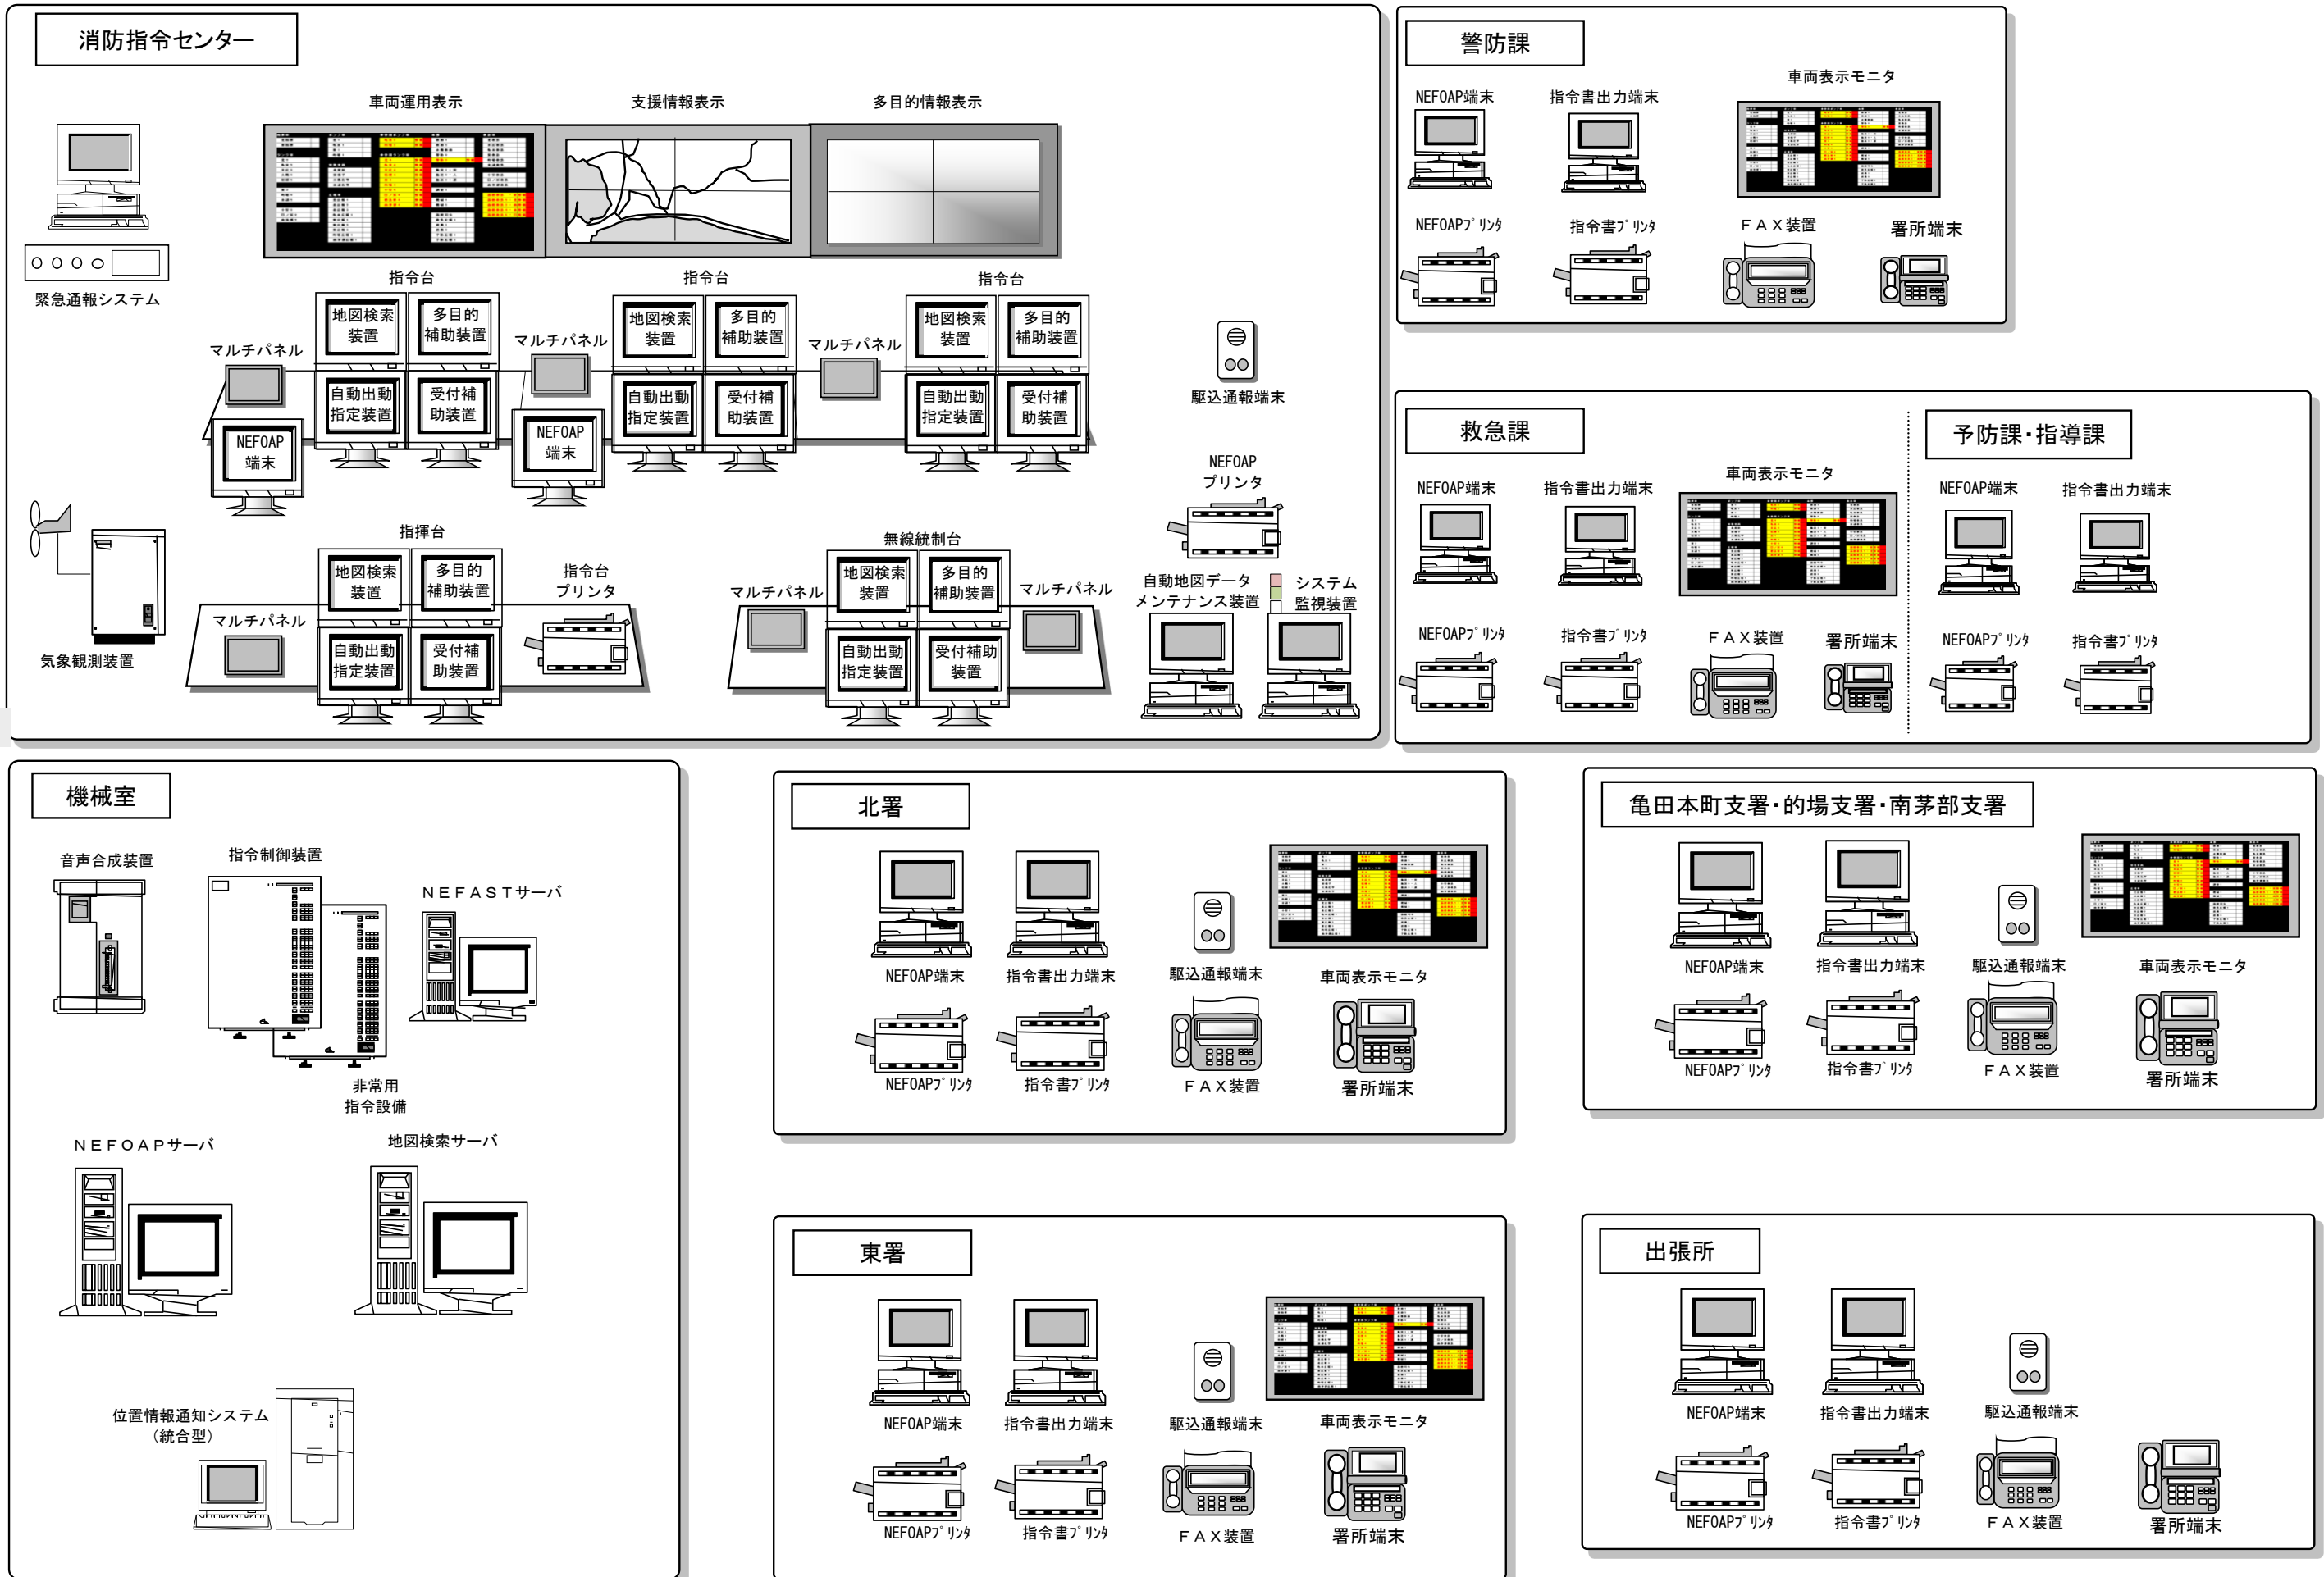 消防指令センター
車両運用表示
支援情報表示
多目的情報表示
緊急通報システム
指令台
指令台
指令台
マルチパネル
地図検索
装置
多目的
補助装置
自動出動
指定装置
受付補
助装置
NEFOAP
端末
マルチパネル
地図検索
装置
多目的
補助装置
自動出動
指定装置
受付補
助装置
NEFOAP
端末
マルチパネル
地図検索
装置
多目的
補助装置
自動出動
指定装置
受付補
助装置
駆込通報端末
NEFOAP
プリンタ
気象観測装置
指揮台
マルチパネル
地図検索
装置
多目的
補助装置
自動出動
指定装置
受付補
助装置
指令台
プリンタ
無線統制台
マルチパネル
地図検索
装置
多目的
補助装置
自動出動
指定装置
受付補助
装置
マルチパネル
自動地図データ
メンテナンス装置
システム
監視装置
警防課
NEFOAP端末
指令書出力端末
車両表示モニタ
NEFOAPﾌﾟﾘﾝﾀ
指令書ﾌﾟﾘﾝﾀ
ＦＡＸ装置
署所端末
救急課
NEFOAP端末
指令書出力端末
車両表示モニタ
NEFOAPﾌﾟﾘﾝﾀ
指令書ﾌﾟﾘﾝﾀ
ＦＡＸ装置
署所端末
予防課・指導課
NEFOAP端末
指令書出力端末
NEFOAPﾌﾟﾘﾝﾀ
指令書ﾌﾟﾘﾝﾀ
機械室
音声合成装置
指令制御装置
ＮＥＦＡＳＴサーバ
非常用
指令設備
ＮＥＦＯＡＰサーバ
地図検索サーバ
位置情報通知システム
（統合型）
北署
NEFOAP端末
指令書出力端末
駆込通報端末
車両表示モニタ
NEFOAPﾌﾟﾘﾝﾀ
指令書ﾌﾟﾘﾝﾀ
ＦＡＸ装置
署所端末
亀田本町支署・的場支署・南茅部支署
NEFOAP端末
指令書出力端末
駆込通報端末
車両表示モニタ
NEFOAPﾌﾟﾘﾝﾀ
指令書ﾌﾟﾘﾝﾀ
ＦＡＸ装置
署所端末
東署
NEFOAP端末
指令書出力端末
駆込通報端末
車両表示モニタ
NEFOAPﾌﾟﾘﾝﾀ
指令書ﾌﾟﾘﾝﾀ
ＦＡＸ装置
署所端末
出張所
NEFOAP端末
指令書出力端末
駆込通報端末
NEFOAPﾌﾟﾘﾝﾀ
指令書ﾌﾟﾘﾝﾀ
ＦＡＸ装置
署所端末